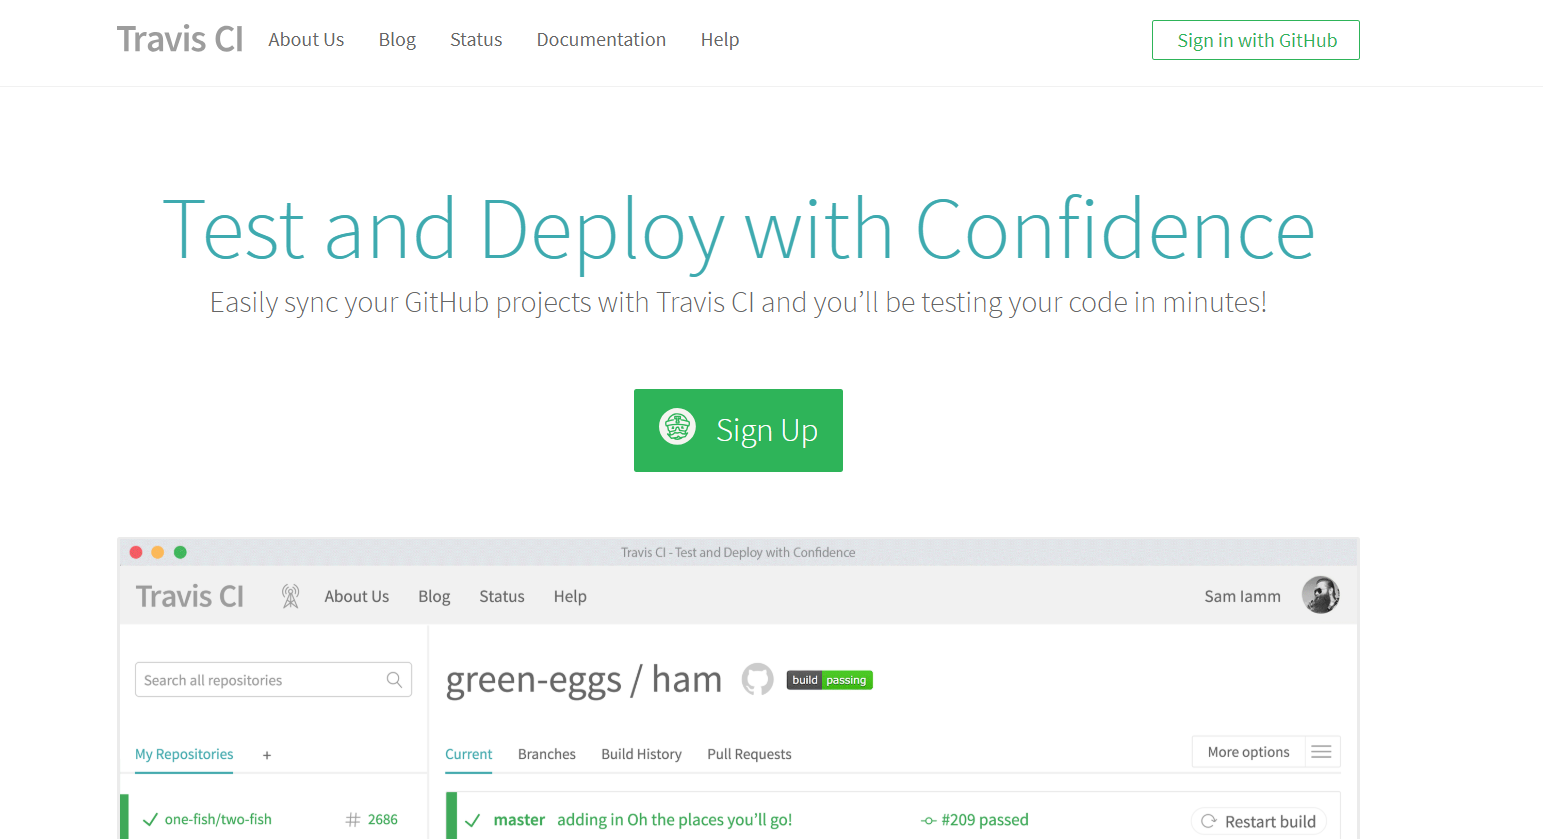 Travis CI About Us Blog Status Documentation Help Sign in with GitHub
Test and Deploy with Confidence
Easily sync your GitHub projects with Travis CI and you’ll be testing your code in minutes!
Sign Up
Travis CI - Test and Deploy with Confidence
Travis CI About Us Blog Status Help Sam Iamm
Search all repositories
green-eggs / ham build passing
My Repositories +
Current Branches Build History Pull Requests More options
one-fish/two-fish # 2686
master adding in Oh the places you’ll go! #209 passed Restart build